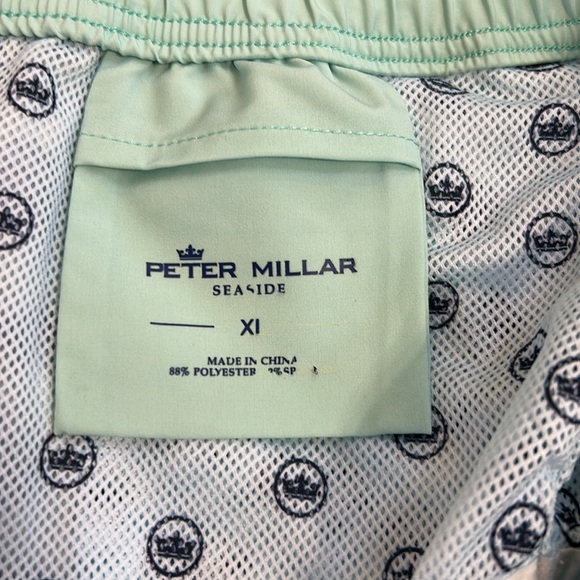 PETER MILLAR
SEASIDE
XI
MADE IN CHINA
88% POLYESTER